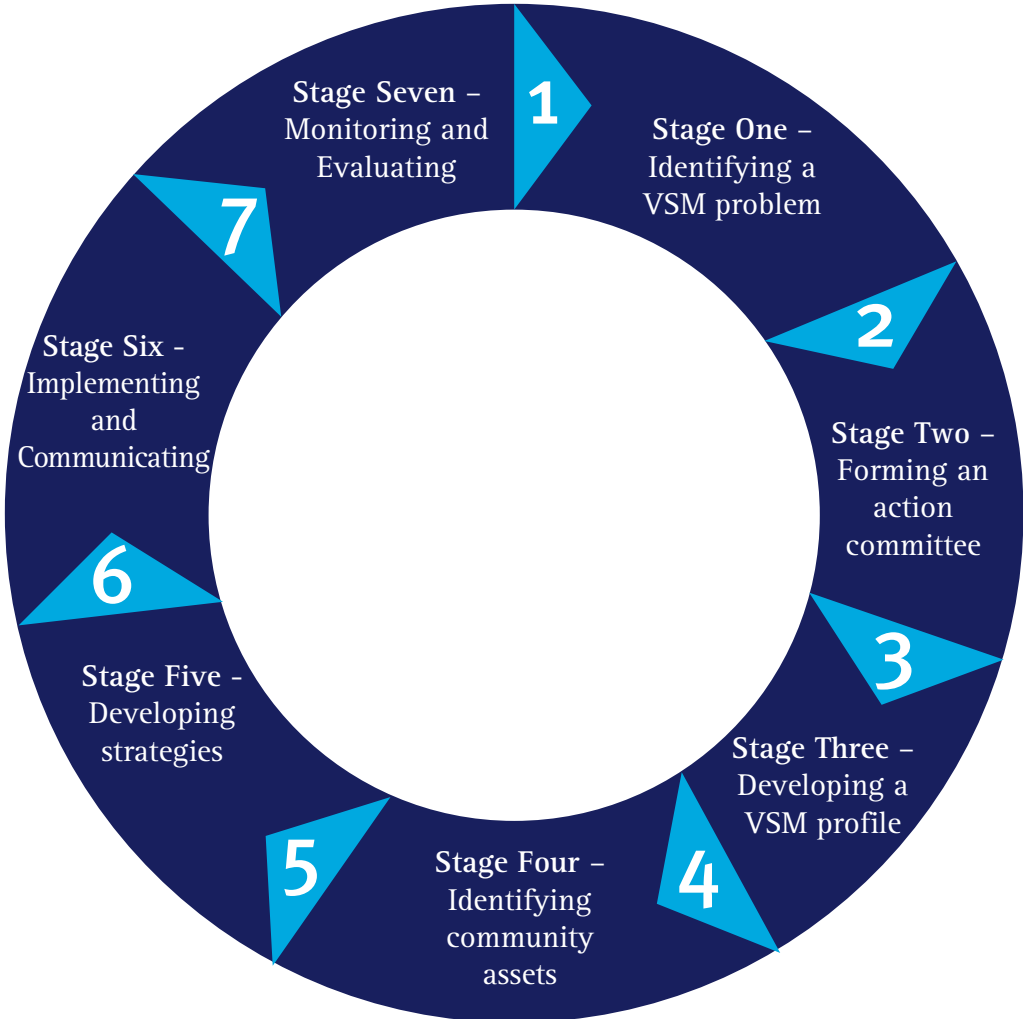 1
Stage One –
Identifying a
VSM problem
2
Stage Two –
Forming an
action
committee
3
Stage Three –
Developing a
VSM profile
4
Stage Four –
Identifying
community
assets
5
Stage Five -
Developing
strategies
6
Stage Six -
Implementing
and
Communicating
7
Stage Seven –
Monitoring and
Evaluating